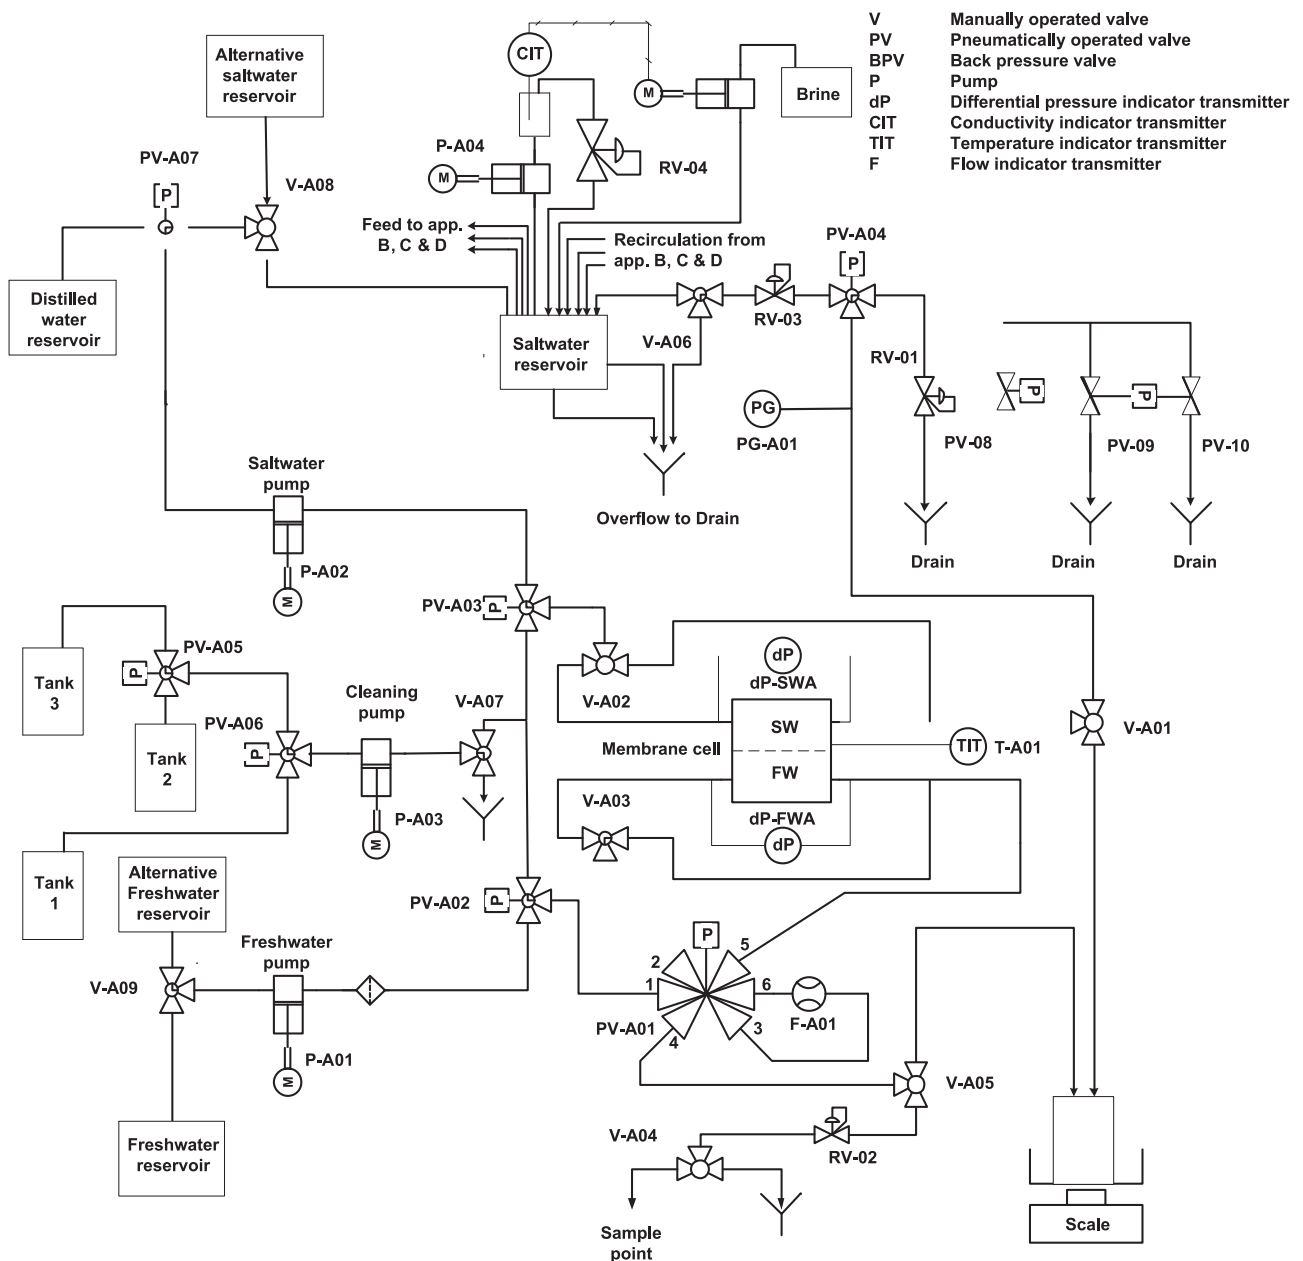 V Manually operated valve
PV Pneumatically operated valve
BPV Back pressure valve
P Pump
dP Differential pressure indicator transmitter
CIT Conductivity indicator transmitter
TIT Temperature indicator transmitter
F Flow indicator transmitter
Alternative
saltwater
reservoir
CIT
M
Brine
PV-A07
P
V-A08
P-A04
M
RV-04
Feed to app.
B, C & D
Recirculation from
app. B, C & D
PV-A04
P
Distilled
water
reservoir
Saltwater
reservoir
V-A06
RV-03
RV-01
PG
PG-A01
P
P
PV-08
PV-09
PV-10
Saltwater
pump
Overflow to Drain
Drain
Drain
Drain
P-A02
M
PV-A03
P
PV-A05
P
Tank
3
Tank
2
PV-A06
P
Cleaning
pump
V-A07
V-A02
dP
dP-SWA
SW
Membrane cell
FW
TIT
T-A01
V-A01
V-A03
dP-FWA
dP
P-A03
M
Tank
1
Alternative
Freshwater
reservoir
PV-A02
P
P
5
2
1
6
PV-A01
4
3
F-A01
Freshwater
pump
V-A09
P-A01
M
V-A05
Freshwater
reservoir
V-A04
RV-02
Sample
point
Scale